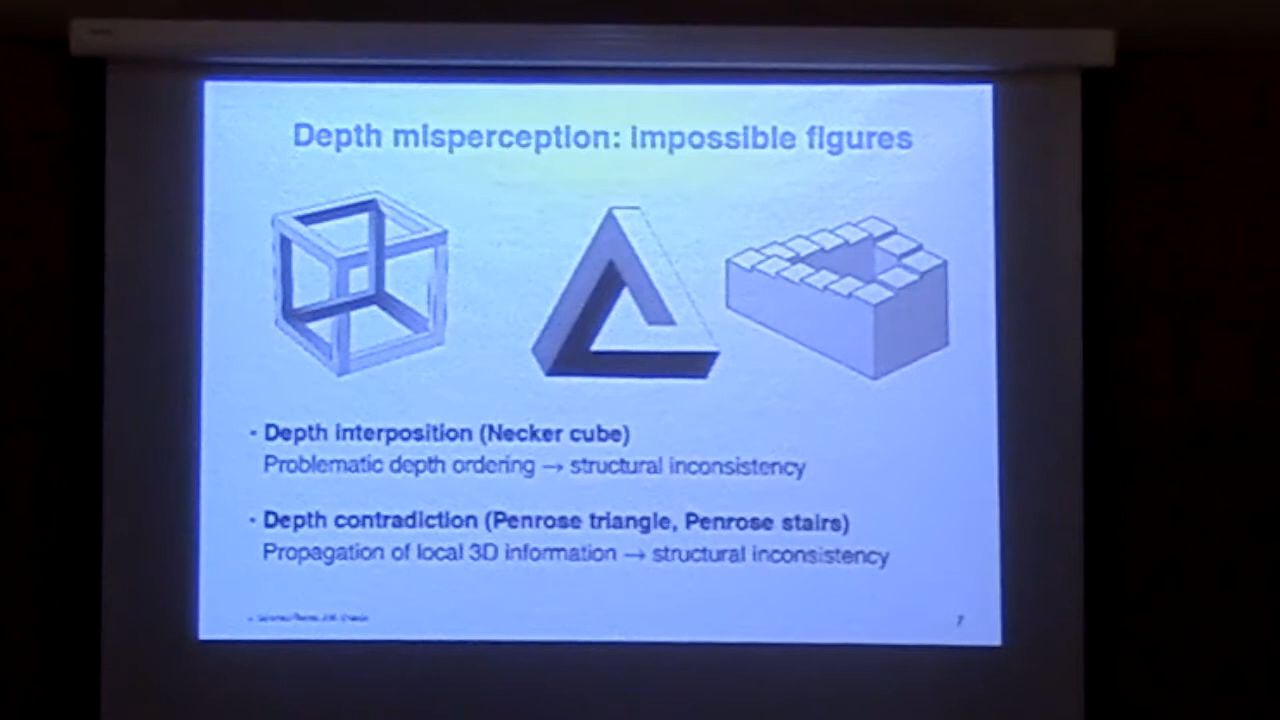 Depth misperception: impossible figures
• Depth interposition (Necker cube)
Problematic depth ordering → structural inconsistency
• Depth contradiction (Penrose triangle, Penrose stairs)
Propagation of local 3D information → structural inconsistency
7